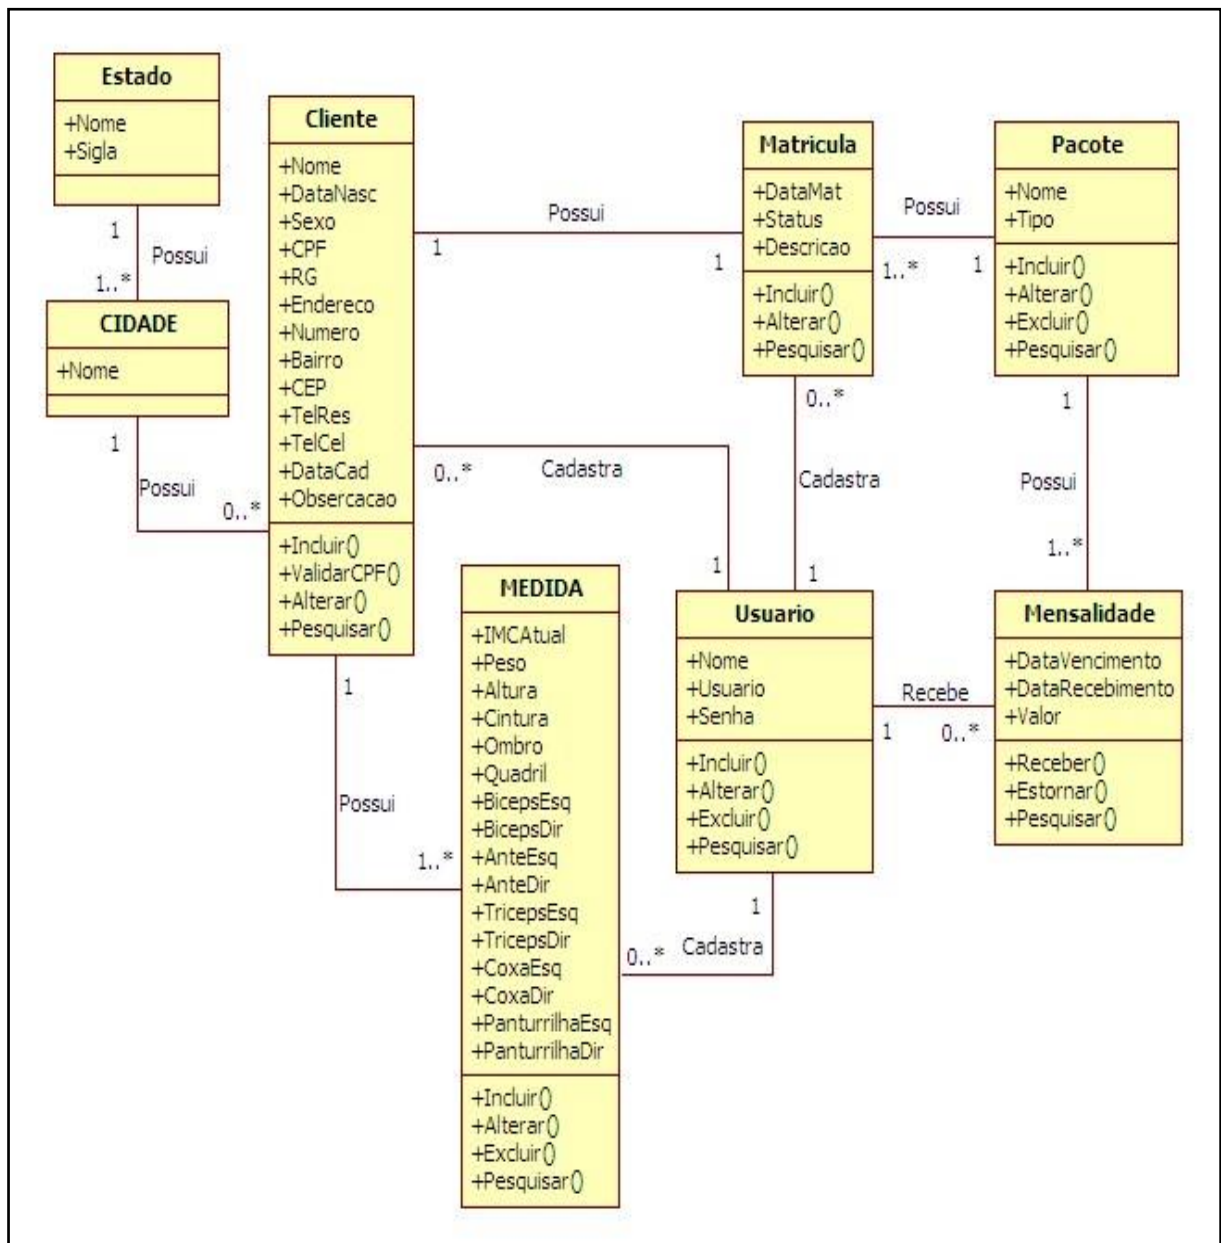 Estado
+Nome
+Sigla
1
Possui
1..*
CIDADE
+Nome
1
Possui
0..*
Cliente
+Nome
+DataNasc
+Sexo
+CPF
+RG
+Endereco
+Numero
+Bairro
+CEP
+TelRes
+TelCel
+DataCad
+Obsercacao
+Incluir()
+ValidarCPF()
+Alterar()
+Pesquisar()
1
Possui
1
Matricula
+DataMat
+Status
+Descricao
+Incluir()
+Alterar()
+Pesquisar()
Possui
1..*
1
Pacote
+Nome
+Tipo
+Incluir()
+Alterar()
+Excluir()
+Pesquisar()
0..*
Cadastra
1
0..*
Cadastra
1
1
Possui
1..*
1
Possui
1..*
MEDIDA
+IMCAtual
+Peso
+Altura
+Cintura
+Ombro
+Quadril
+BicepsEsq
+BicepsDir
+AnteEsq
+AnteDir
+TricepsEsq
+TricepsDir
+CoxaEsq
+CoxaDir
+PanturrilhaEsq
+PanturrilhaDir
+Incluir()
+Alterar()
+Excluir()
+Pesquisar()
Usuario
+Nome
+Usuario
+Senha
+Incluir()
+Alterar()
+Excluir()
+Pesquisar()
Recebe
1
0..*
Mensalidade
+DataVencimento
+DataRecebimento
+Valor
+Receber()
+Estornar()
+Pesquisar()
1
0..*
Cadastra